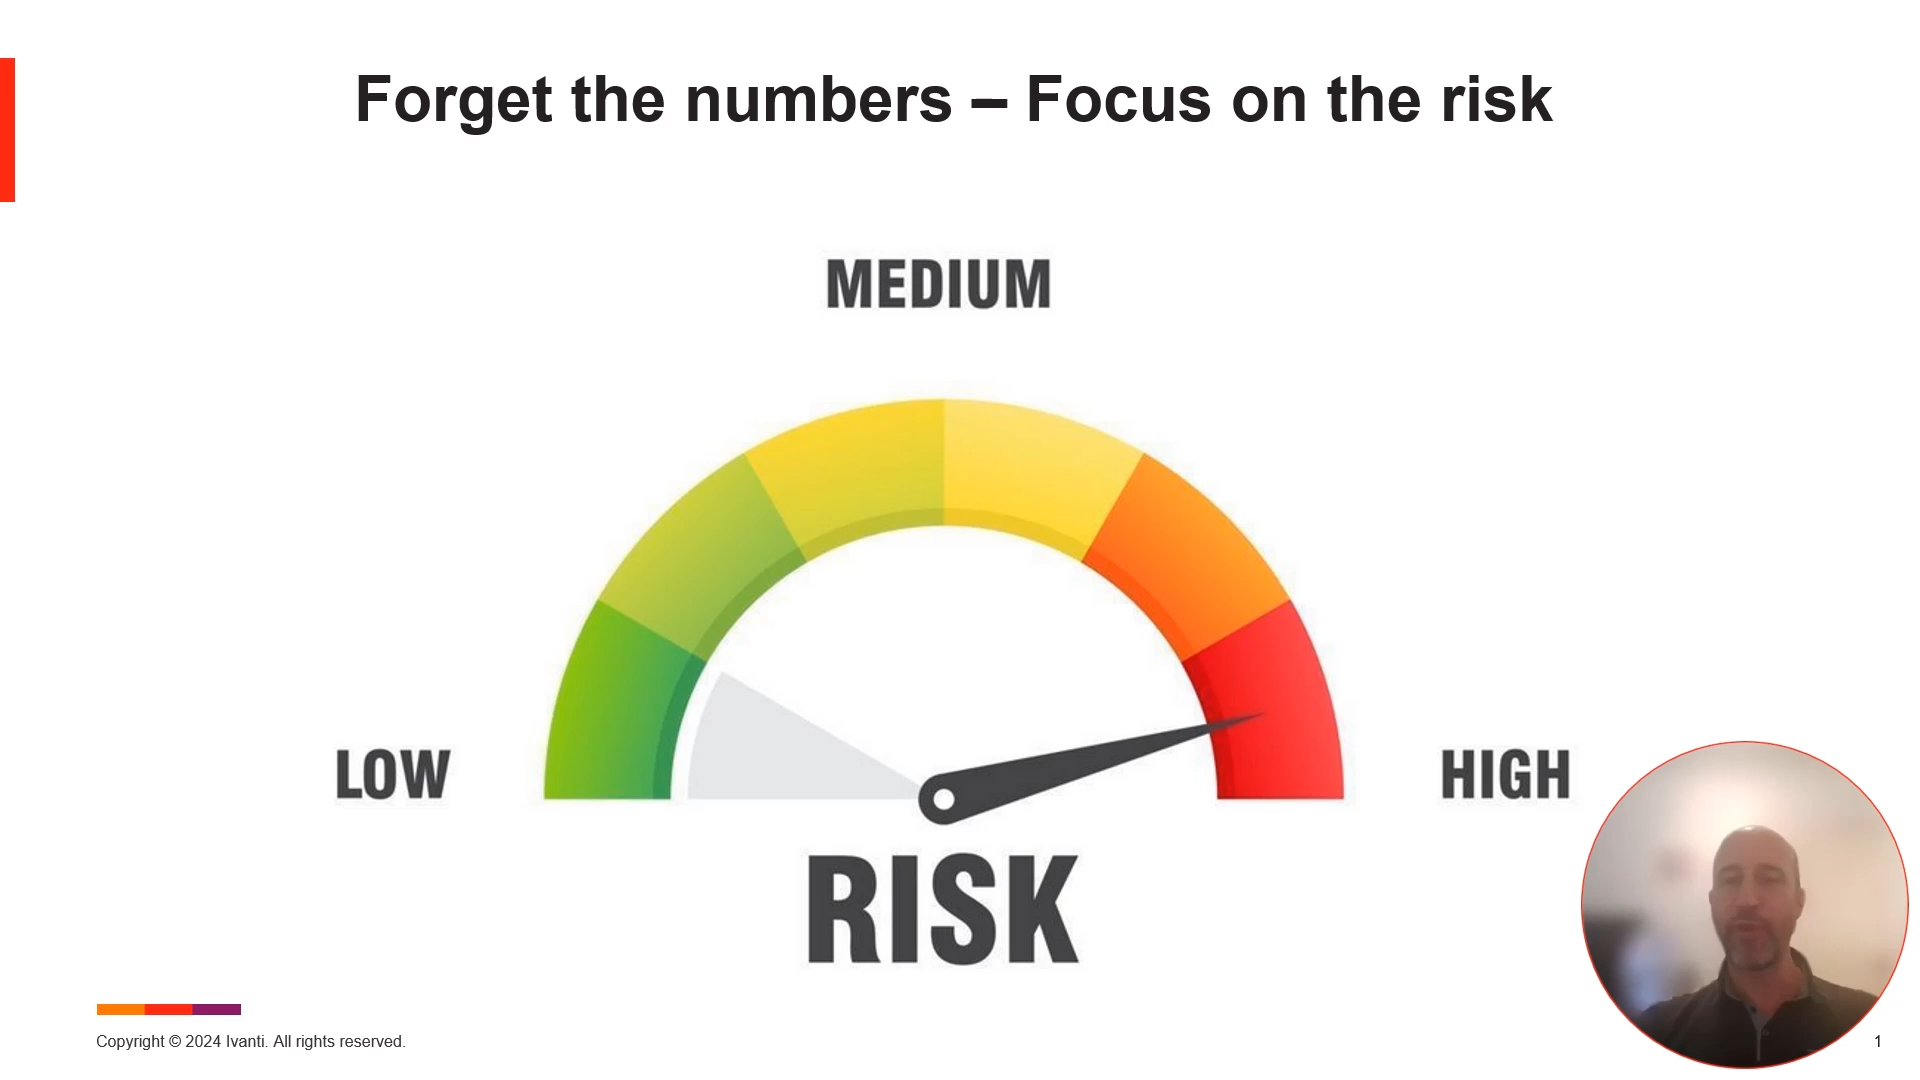 Forget the numbers – Focus on the risk
MEDIUM
LOW
HIGH
RISK
Copyright © 2024 Ivanti. All rights reserved.
1